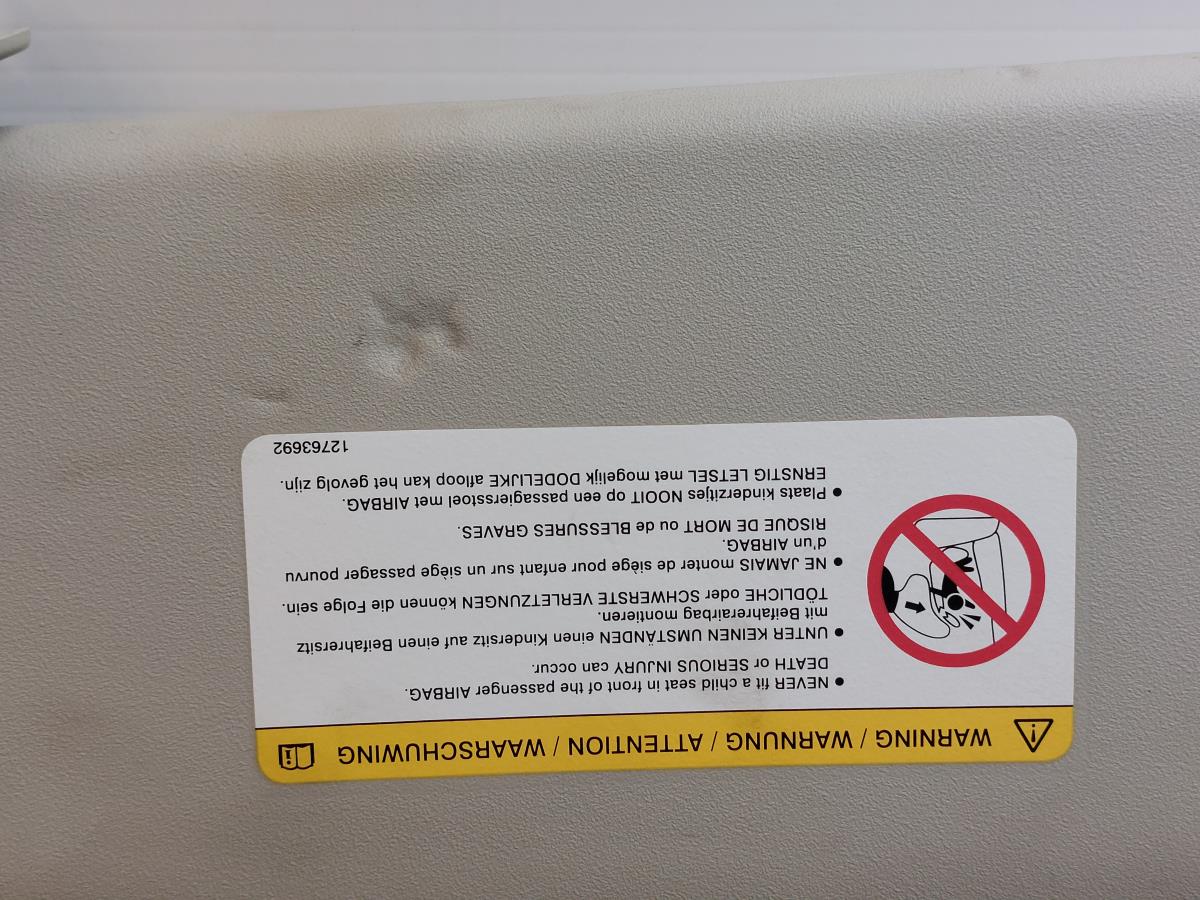 WARNING / WARNUNG / ATTENTION / WAARSCHUWING
● NEVER fit a child seat in front of the passenger AIRBAG.
DEATH or SERIOUS INJURY can occur.
● UNTER KEINEN UMSTÄNDEN einen Kindersitz auf einen Beifahrersitz
mit Beifahrerairbag montieren.
TÖDLICHE oder SCHWERSTE VERLETZUNGEN können die Folge sein.
● NE JAMAIS monter de siège pour enfant sur un siège passager pourvu
d'un AIRBAG.
RISQUE DE MORT ou de BLESSURES GRAVES.
● Plaats kinderzitjes NOOIT op een passagiersstoel met AIRBAG.
ERNSTIG LETSEL met mogelijk DODELIJKE afloop kan het gevolg zijn.
12763692